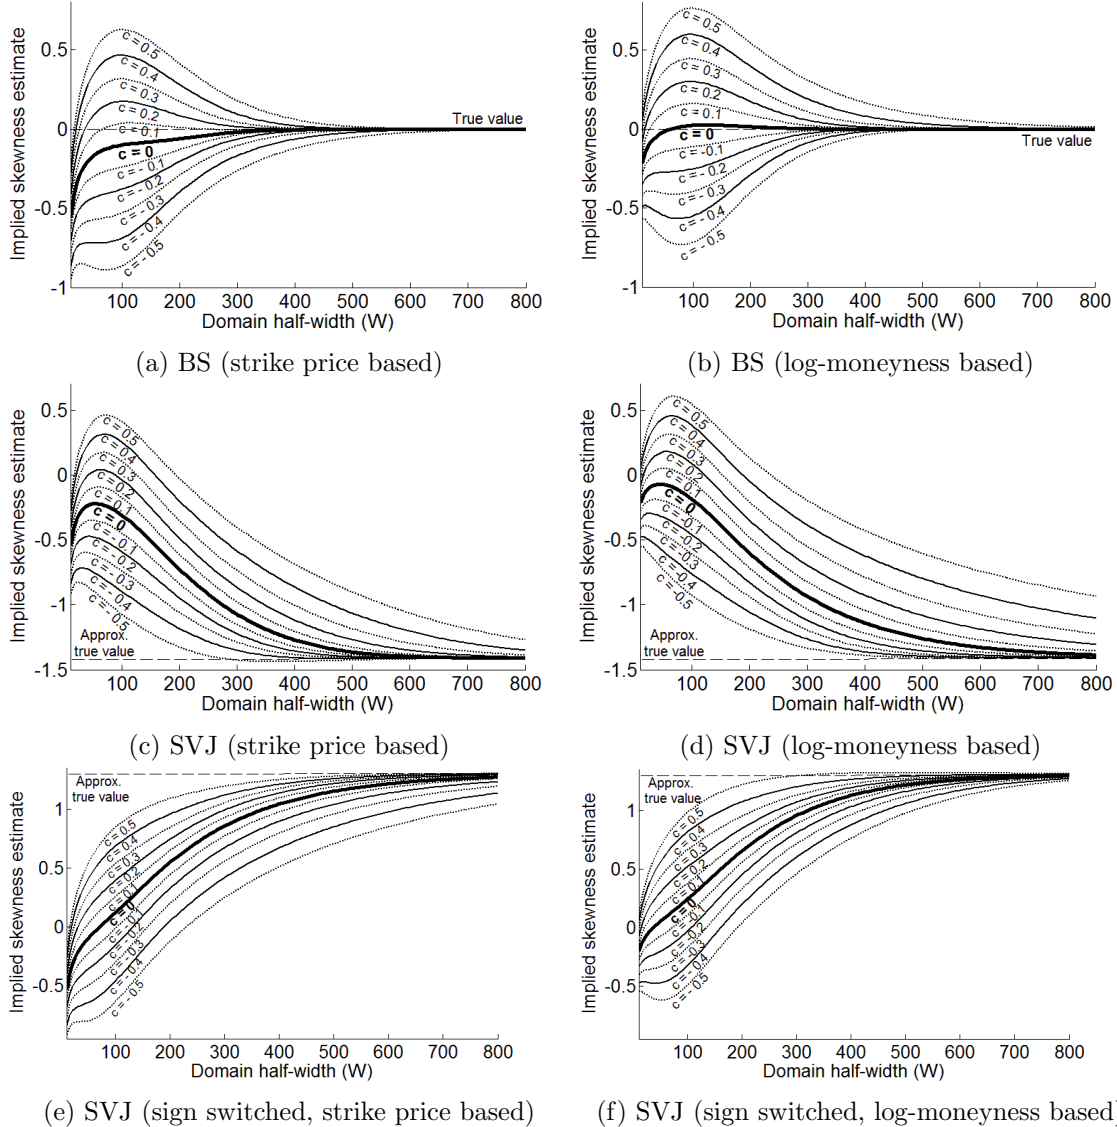 Implied skewness estimate
0.5
0
-0.5
-1
c = 0.5
c = 0.4
c = 0.3
c = 0.2
c = 0.1
c = 0
c = - 0.1
c = - 0.2
c = - 0.3
c = - 0.4
c = - 0.5
True value
100 200 300 400 500 600 700 800
Domain half-width (W)
(a) BS (strike price based)
Implied skewness estimate
0.5
0
-0.5
-1
c = 0.5
c = 0.4
c = 0.3
c = 0.2
c = 0.1
c = 0
c = -0.1
c = - 0.2
c = - 0.3
c = - 0.4
c = - 0.5
True value
100 200 300 400 500 600 700 800
Domain half-width (W)
(b) BS (log-moneyness based)
Implied skewness estimate
0.5
0
-0.5
-1
-1.5
c = 0.5
c = 0.4
c = 0.3
c = 0.2
c = 0.1
c = 0
c = - 0.1
c = - 0.2
c = - 0.3
c = - 0.4
c = - 0.5
Approx.
true value
100 200 300 400 500 600 700 800
Domain half-width (W)
(c) SVJ (strike price based)
Implied skewness estimate
0.5
0
-0.5
-1
-1.5
c = 0.5
c = 0.4
c = 0.3
c = 0.2
c = 0.1
c = 0
c = -0.1
c = -0.2
c = -0.3
c = -0.4
c = -0.5
Approx.
true value
100 200 300 400 500 600 700 800
Domain half-width (W)
(d) SVJ (log-moneyness based)
Implied skewness estimate
1
0.5
0
-0.5
Approx.
true value
c = 0.5
c = 0.4
c = 0.3
c = 0.2
c = 0.1
c = 0
c = -0.1
c = -0.2
c = -0.3
c = -0.4
c = -0.5
100 200 300 400 500 600 700 800
Domain half-width (W)
(e) SVJ (sign switched, strike price based)
Implied skewness estimate
1
0.5
0
-0.5
Approx.
true value
c = 0.5
c = 0.4
c = 0.3
c = 0.2
c = 0.1
c = 0
c = -0.1
c = -0.2
c = -0.3
c = -0.4
c = - 0.5
100 200 300 400 500 600 700 800
Domain half-width (W)
(f) SVJ (sign switched, log-moneyness based)